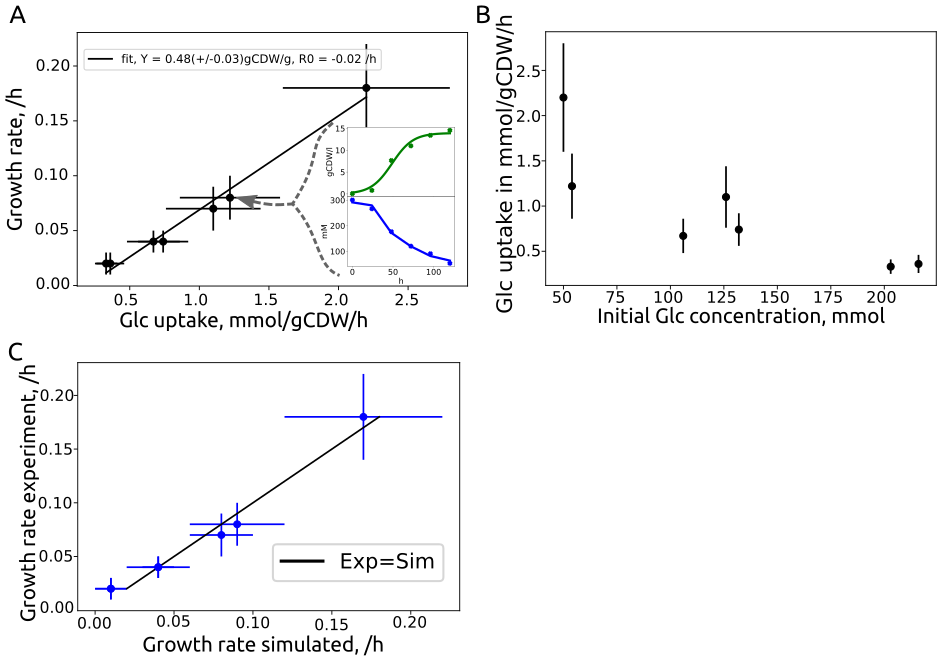 A
Growth rate, /h
0.20
0.15
0.10
0.05
0.00
fit, Y = 0.48(+/-0.03)gCDW/g, R0 = -0.02 /h
gCDW/l
15
10
5
0
mM
300
200
100
0 50 100
h
0.5 1.0 1.5 2.0 2.5
Glc uptake, mmol/gCDW/h
B
Glc uptake in mmol/gCDW/h
2.5
2.0
1.5
1.0
0.5
50 75 100 125 150 175 200
Initial Glc concentration, mmol
C
Growth rate experiment, /h
0.20
0.15
0.10
0.05
0.00
Exp=Sim
0.00 0.05 0.10 0.15 0.20
Growth rate simulated, /h